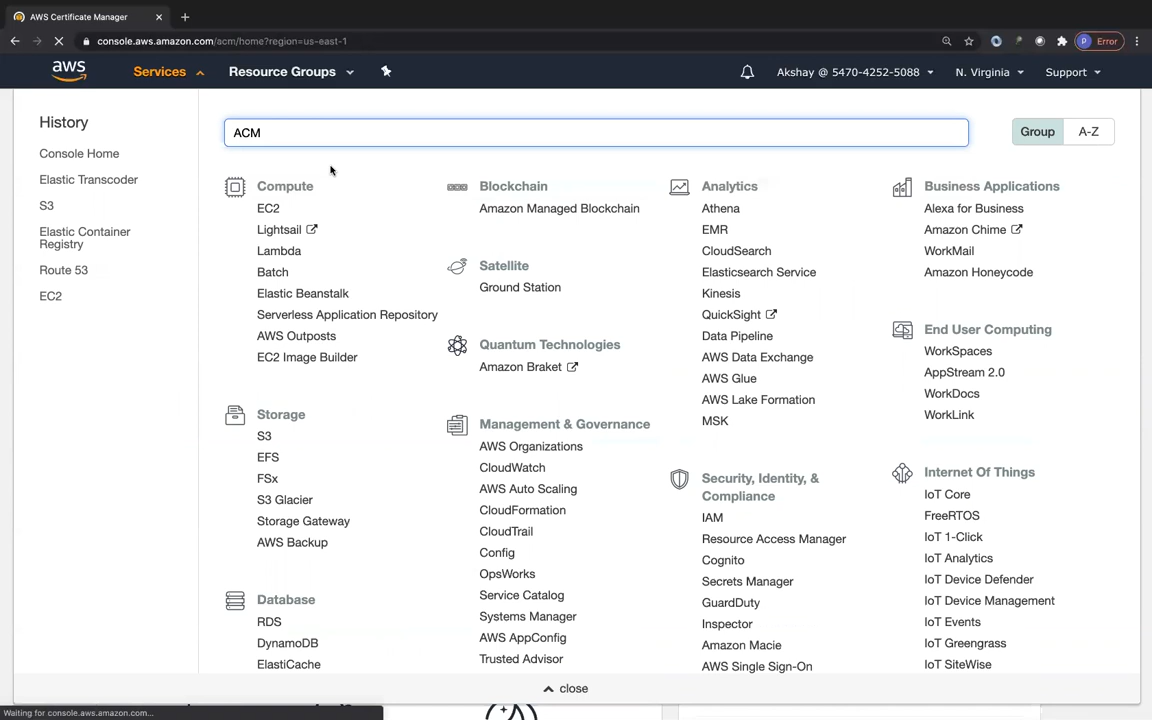 AWS Certificate Manager
console.aws.amazon.com/acm/home?region=us-east-1
P Error
aws
Services
Resource Groups
Akshay @ 5470-4252-5088
N. Virginia
Support
History
Console Home
Elastic Transcoder
S3
Elastic Container
Registry
Route 53
EC2
ACM
Group
A-Z
Compute
EC2
Lightsail
Lambda
Batch
Elastic Beanstalk
Serverless Application Repository
AWS Outposts
EC2 Image Builder
Storage
S3
EFS
FSx
S3 Glacier
Storage Gateway
AWS Backup
Database
RDS
DynamoDB
ElastiCache
Blockchain
Amazon Managed Blockchain
Satellite
Ground Station
Quantum Technologies
Amazon Braket
Management & Governance
AWS Organizations
CloudWatch
AWS Auto Scaling
CloudFormation
CloudTrail
Config
OpsWorks
Service Catalog
Systems Manager
AWS AppConfig
Trusted Advisor
Analytics
Athena
EMR
CloudSearch
Elasticsearch Service
Kinesis
QuickSight
Data Pipeline
AWS Data Exchange
AWS Glue
AWS Lake Formation
MSK
Security, Identity, &
Compliance
IAM
Resource Access Manager
Cognito
Secrets Manager
GuardDuty
Inspector
Amazon Macie
AWS Single Sign-On
Business Applications
Alexa for Business
Amazon Chime
WorkMail
Amazon Honeycode
End User Computing
WorkSpaces
AppStream 2.0
WorkDocs
WorkLink
Internet Of Things
IoT Core
FreeRTOS
IoT 1-Click
IoT Analytics
IoT Device Defender
IoT Device Management
IoT Events
IoT Greengrass
IoT SiteWise
close
Waiting for console.aws.amazon.com...